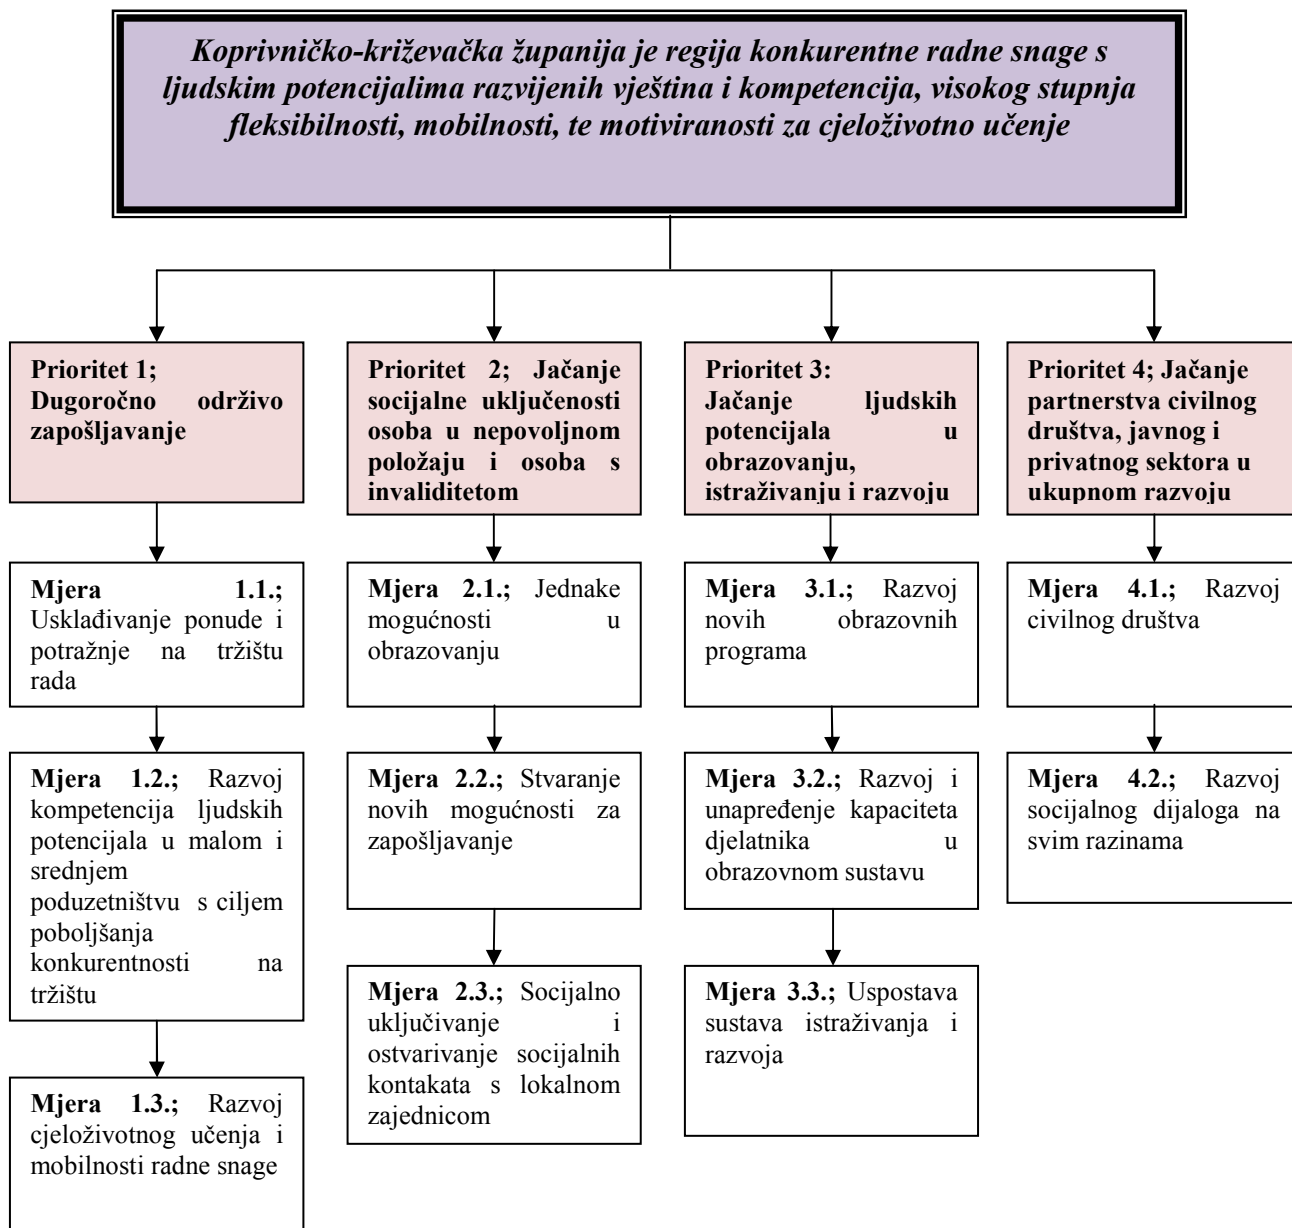 Koprivničko-križevačka županija je regija konkurentne radne snage s
ljudskim potencijalima razvijenih vještina i kompetencija, visokog stupnja
fleksibilnosti, mobilnosti, te motiviranosti za cjeloživotno učenje
Prioritet 1;
Dugoročno održivo
zapošljavanje
Mjera 1.1.;
Usklađivanje ponude i
potražnje na tržištu
rada
Mjera 1.2.; Razvoj
kompetencija ljudskih
potencijala u malom i
srednjem
poduzetništvu s ciljem
poboljšanja
konkurentnosti na
tržištu
Mjera 1.3.; Razvoj
cjeloživotnog učenja i
mobilnosti radne snage
Prioritet 2; Jačanje
socijalne uključenosti
osoba u nepovoljnom
položaju i osoba s
invaliditetom
Mjera 2.1.; Jednake
mogućnosti u
obrazovanju
Mjera 2.2.; Stvaranje
novih mogućnosti za
zapošljavanje
Mjera 2.3.; Socijalno
uključivanje i
ostvarivanje socijalnih
kontakata s lokalnom
zajednicom
Prioritet 3:
Jačanje ljudskih
potencijala u
obrazovanju,
istraživanju i razvoju
Mjera 3.1.; Razvoj
novih obrazovnih
programa
Mjera 3.2.; Razvoj i
unapređenje kapaciteta
djelatnika u
obrazovnom sustavu
Mjera 3.3.; Uspostava
sustava istraživanja i
razvoja
Prioritet 4; Jačanje
partnerstva civilnog
društva, javnog i
privatnog sektora u
ukupnom razvoju
Mjera 4.1.; Razvoj
civilnog društva
Mjera 4.2.; Razvoj
socijalnog dijaloga na
svim razinama